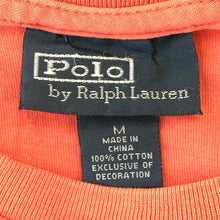 Polo
by Ralph Lauren
M
MADE IN
CHINA
100% COTTON
EXCLUSIVE OF
DECORATION